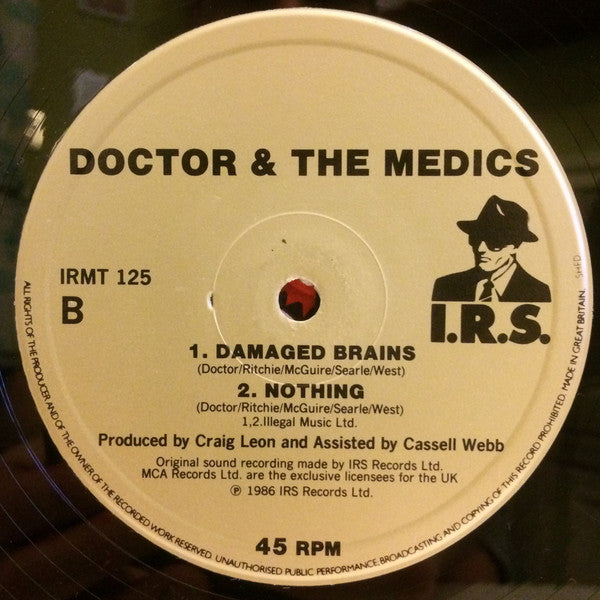 DOCTOR & THE MEDICS
IRMT 125
B
I.R.S.
1. DAMAGED BRAINS
(Doctor/Ritchie/McGuire/Searle/West)
2. NOTHING
(Doctor/Ritchie/McGuire/Searle/West)
1,2.Illegal Music Ltd.
Produced by Craig Leon and Assisted by Cassell Webb
Original sound recording made by IRS Records Ltd.
MCA Records Ltd. are the exclusive licensees for the UK
℗ 1986 IRS Records Ltd.
45 RPM
ALL RIGHTS OF THE PRODUCER AND OF THE OWNER OF THE RECORDED WORK RESERVED. UNAUTHORISED PUBLIC PERFORMANCE, BROADCASTING AND COPYING OF THIS RECORD PROHIBITED. MADE IN GREAT BRITAIN.